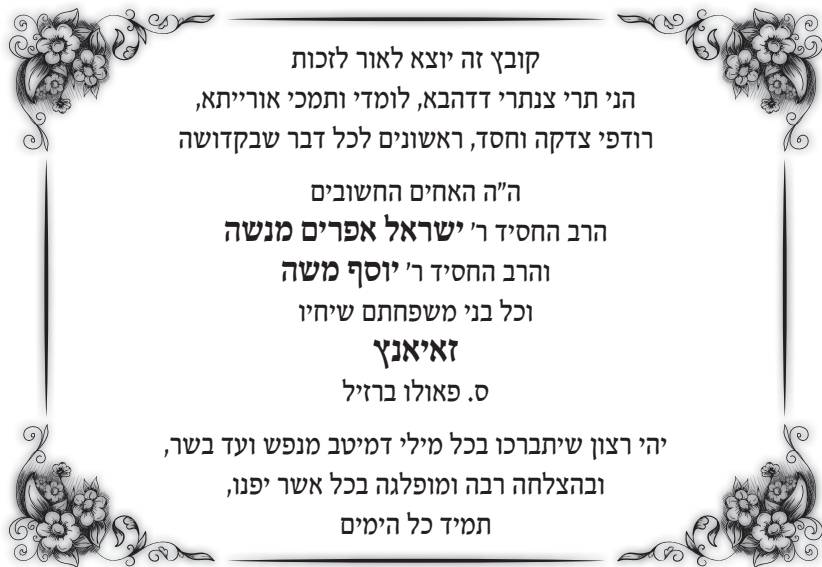 קובץ זה יוצא לאור לזכות
הני תרי צנתרי דדהבא, לומדי ותמכי אורייתא,
רודפי צדקה וחסד, ראשונים לכל דבר שבקדושה
ה"ה האחים החשובים
הרב החסיד ר' ישראל אפרים מנשה
והרב החסיד ר' יוסף משה
וכל בני משפחתם שיחיו
זאיאנץ
ס. פאולו ברזיל
יהי רצון שיתברכו בכל מילי דמיטב מנפש ועד בשר,
ובהצלחה רבה ומופלגה בכל אשר יפנו,
תמיד כל הימים